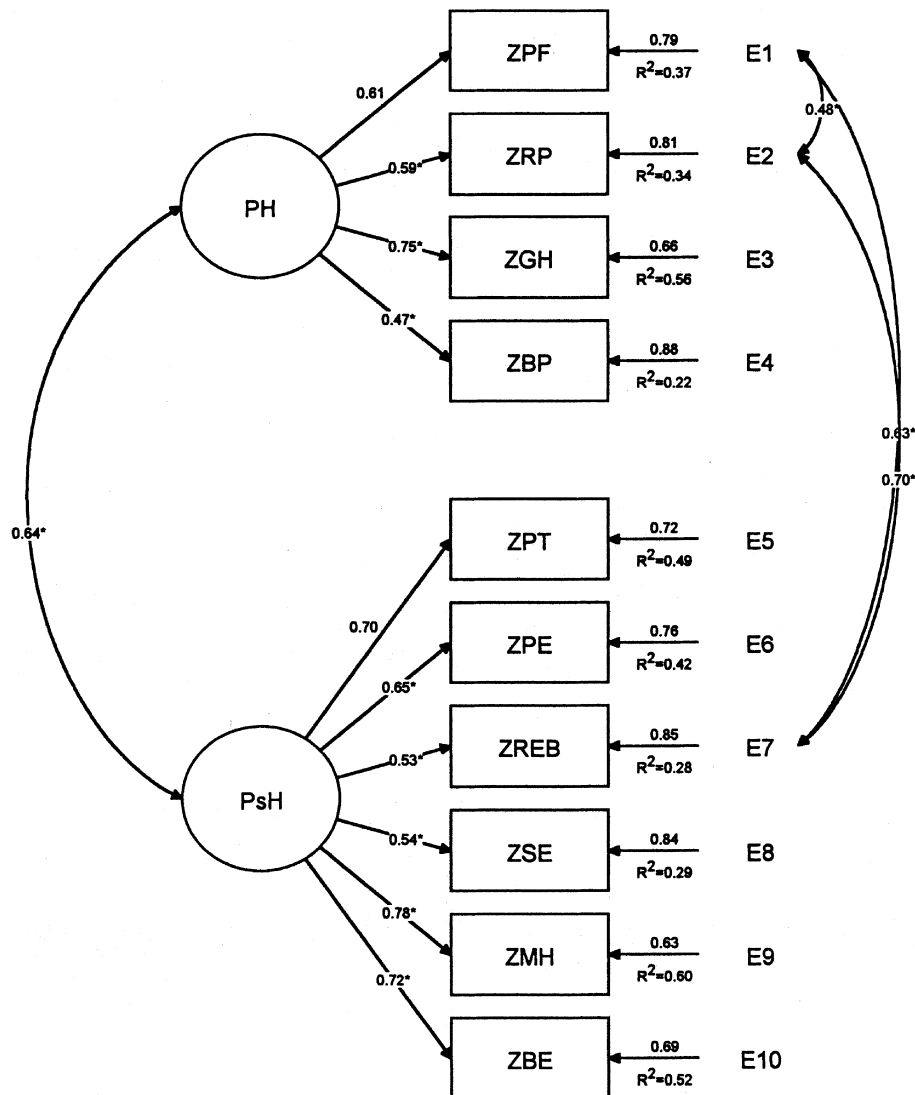 0.79
ZPF
E1
R²=0.37
0.61
0.48*
0.81
ZRP
E2
0.59*
R²=0.34
PH
0.75*
0.66
ZGH
E3
R²=0.56
0.47*
0.88
ZBP
E4
R²=0.22
0.63*
0.70*
0.64*
0.72
ZPT
E5
R²=0.49
0.70
0.76
ZPE
E6
R²=0.42
0.65*
0.85
ZREB
E7
0.53*
R²=0.28
PsH
0.54*
0.84
ZSE
E8
R²=0.29
0.78*
0.63
ZMH
E9
R²=0.60
0.72*
0.69
ZBE
E10
R²=0.52